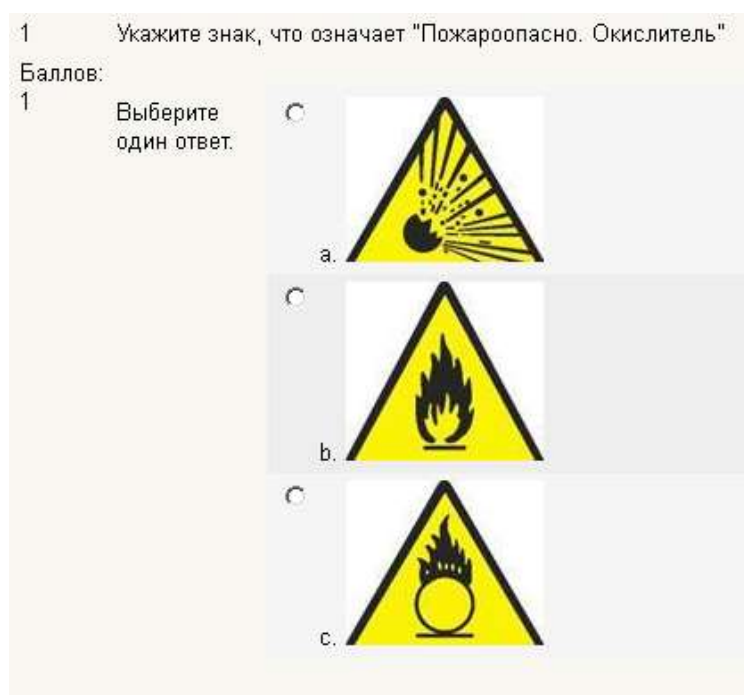 1 Укажите знак, что означает "Пожароопасно. Окислитель"
Баллов:
1
Выберите
один ответ.
a.
b.
c.